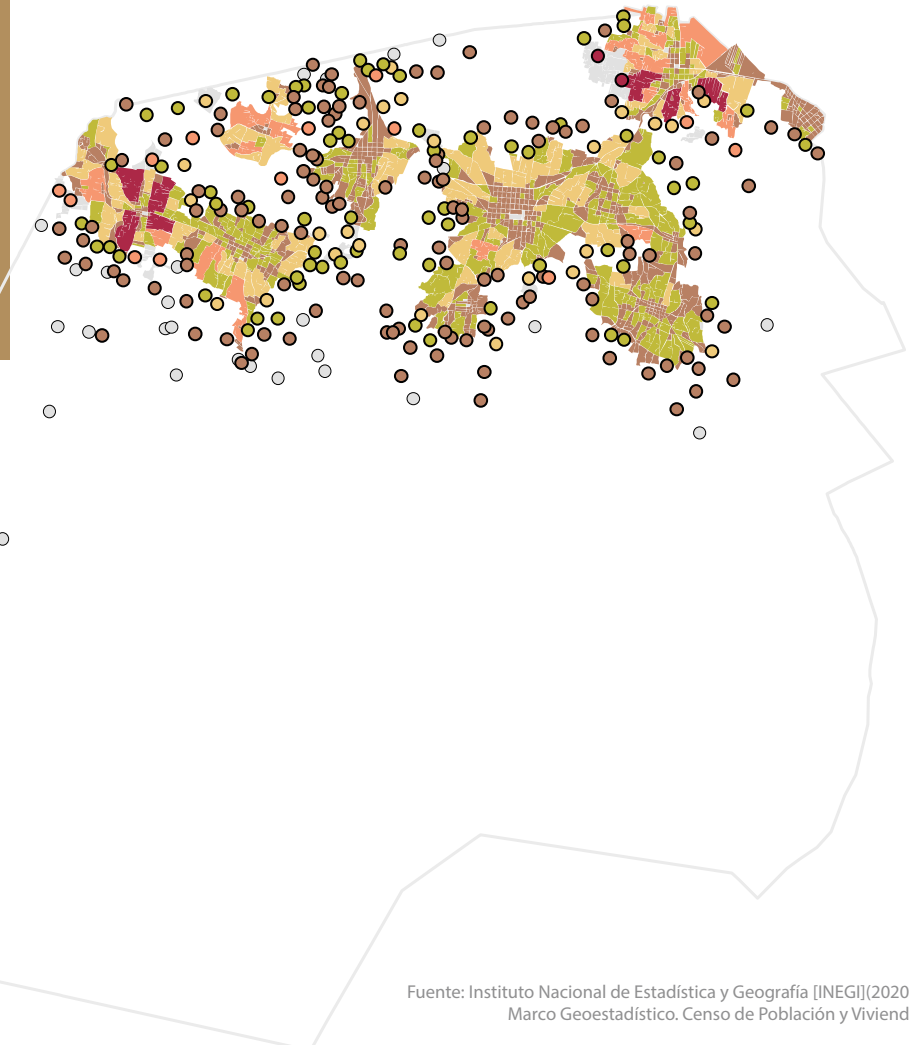 Fuente: Instituto Nacional de Estadística y Geografía [INEGI](2020
Marco Geoestadístico. Censo de Población y Viviend